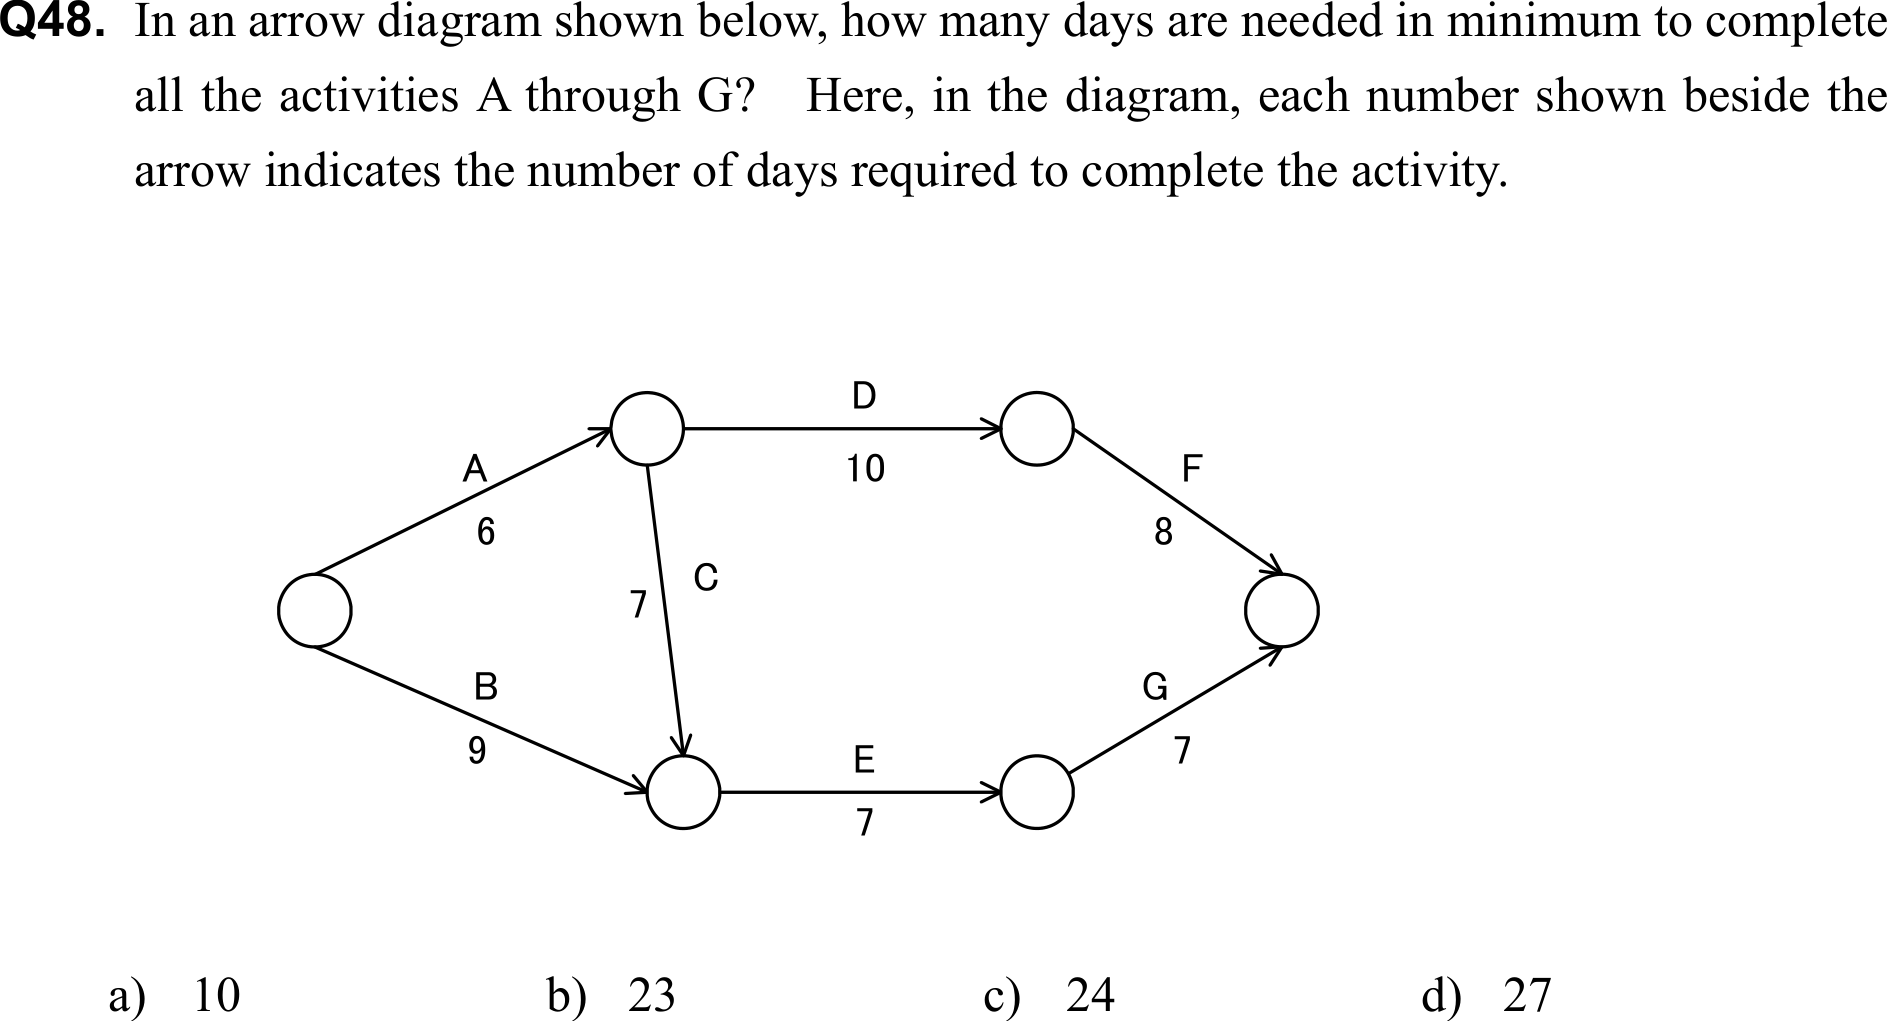 Q48. In an arrow diagram shown below, how many days are needed in minimum to complete
all the activities A through G? Here, in the diagram, each number shown beside the
arrow indicates the number of days required to complete the activity.
D
10
A
6
F
8
C
7
B
9
G
7
E
7
a) 10 b) 23 c) 24 d) 27